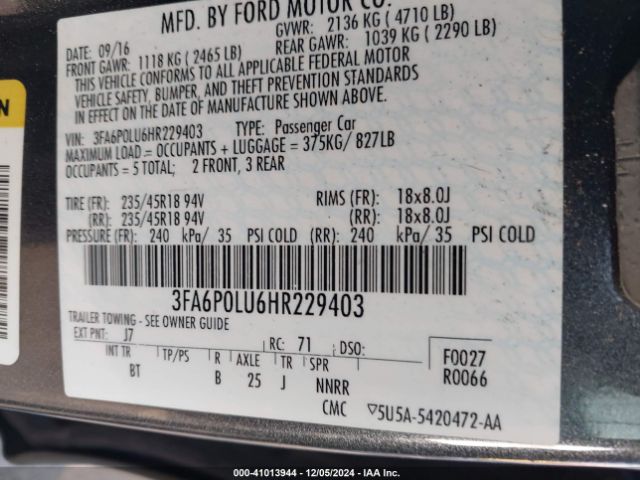 MFD. BY FORD MOTOR CO.
DATE: 09/16 GVWR: 2136 KG ( 4710 LB)
FRONT GAWR: 1118 KG ( 2465 LB) REAR GAWR: 1039 KG ( 2290 LB)
THIS VEHICLE CONFORMS TO ALL APPLICABLE FEDERAL MOTOR
VEHICLE SAFETY, BUMPER, AND THEFT PREVENTION STANDARDS
IN EFFECT ON THE DATE OF MANUFACTURE SHOWN ABOVE.
VIN: 3FA6P0LU6HR229403 TYPE: Passenger Car
MAXIMUM LOAD = OCCUPANTS + LUGGAGE = 375KG/ 827LB
OCCUPANTS = 5 TOTAL; 2 FRONT, 3 REAR
TIRE (FR): 235/45R18 94V RIMS (FR): 18x8.0J
(RR): 235/45R18 94V (RR): 18x8.0J
PRESSURE (FR): 240 kPa/ 35 PSI COLD (RR): 240 kPa/ 35 PSI COLD
3FA6P0LU6HR229403
TRAILER TOWING - SEE OWNER GUIDE
EXT PNT: J7 RC: 71 DSO: F0027
INT TR TP/PS R AXLE TR SPR R0066
BT B 25 J NNRR
CMC ▽5U5A-5420472-AA
000-41013944 | 12/05/2024 | IAA Inc.